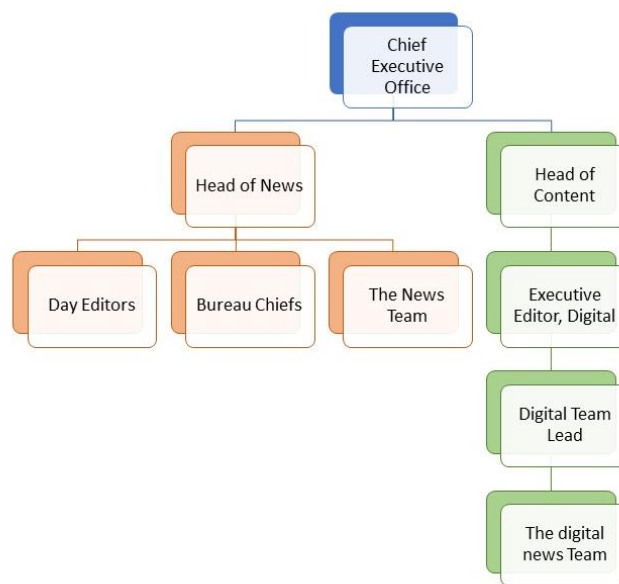 Chief
Executive
Office
Head of News
Head of
Content
Day Editors
Bureau Chiefs
The News
Team
Executive
Editor, Digital
Digital Team
Lead
The digital
news Team